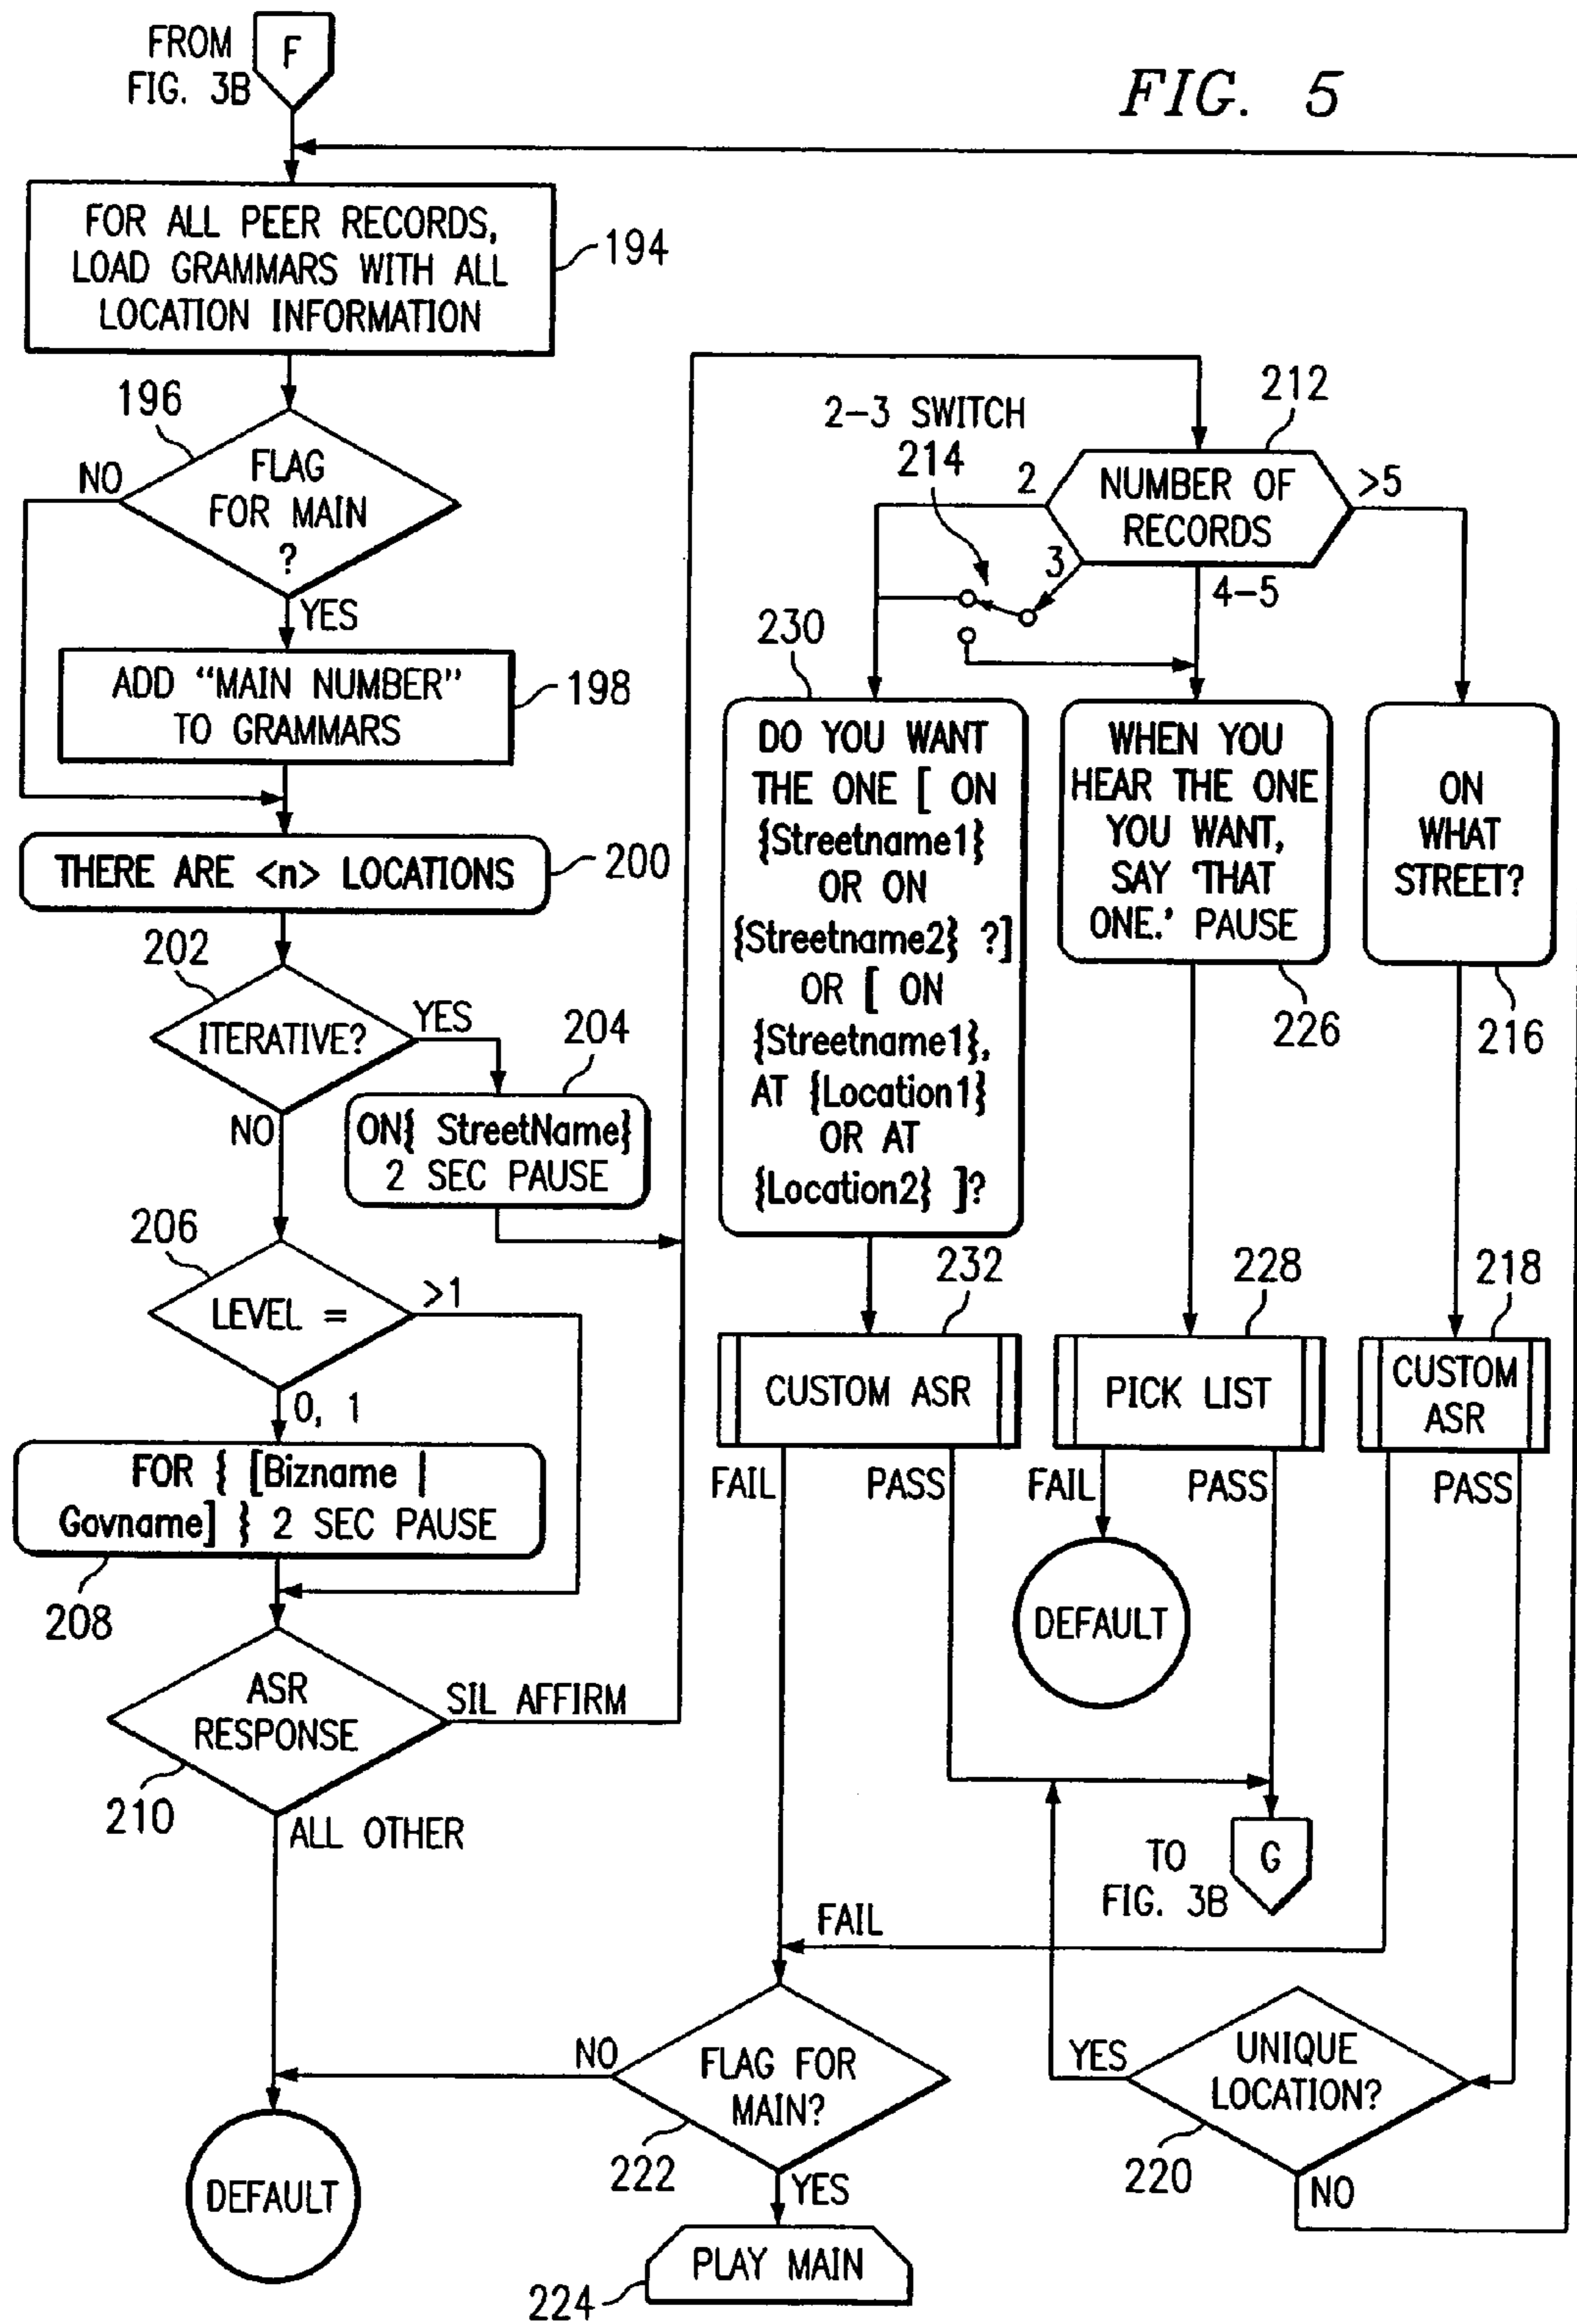 FIG. 5
FROM
FIG. 3B
F
FOR ALL PEER RECORDS,
LOAD GRAMMARS WITH ALL
LOCATION INFORMATION
194
196
FLAG
FOR MAIN
?
NO
YES
ADD “MAIN NUMBER”
TO GRAMMARS
198
THERE ARE <n> LOCATIONS
200
202
ITERATIVE?
YES
NO
204
ON{ StreetName}
2 SEC PAUSE
206
LEVEL =
>1
0, 1
FOR { [Bizname |
Govname] } 2 SEC PAUSE
208
ASR
RESPONSE
SIL AFFIRM
210
ALL OTHER
DEFAULT
2-3 SWITCH
214
212
NUMBER OF
RECORDS
2
3
4-5
>5
230
DO YOU WANT
THE ONE [ ON
{Streetname1}
OR ON
{Streetname2} ?]
OR [ ON
{Streetname1},
AT {Location1}
OR AT
{Location2} ]?
WHEN YOU
HEAR THE ONE
YOU WANT,
SAY ‘THAT
ONE.’ PAUSE
226
ON
WHAT
STREET?
216
232
CUSTOM ASR
FAIL
PASS
228
PICK LIST
FAIL
PASS
DEFAULT
218
CUSTOM
ASR
PASS
FAIL
TO
FIG. 3B
G
FLAG FOR
MAIN?
NO
222
YES
PLAY MAIN
224
UNIQUE
LOCATION?
YES
220
NO